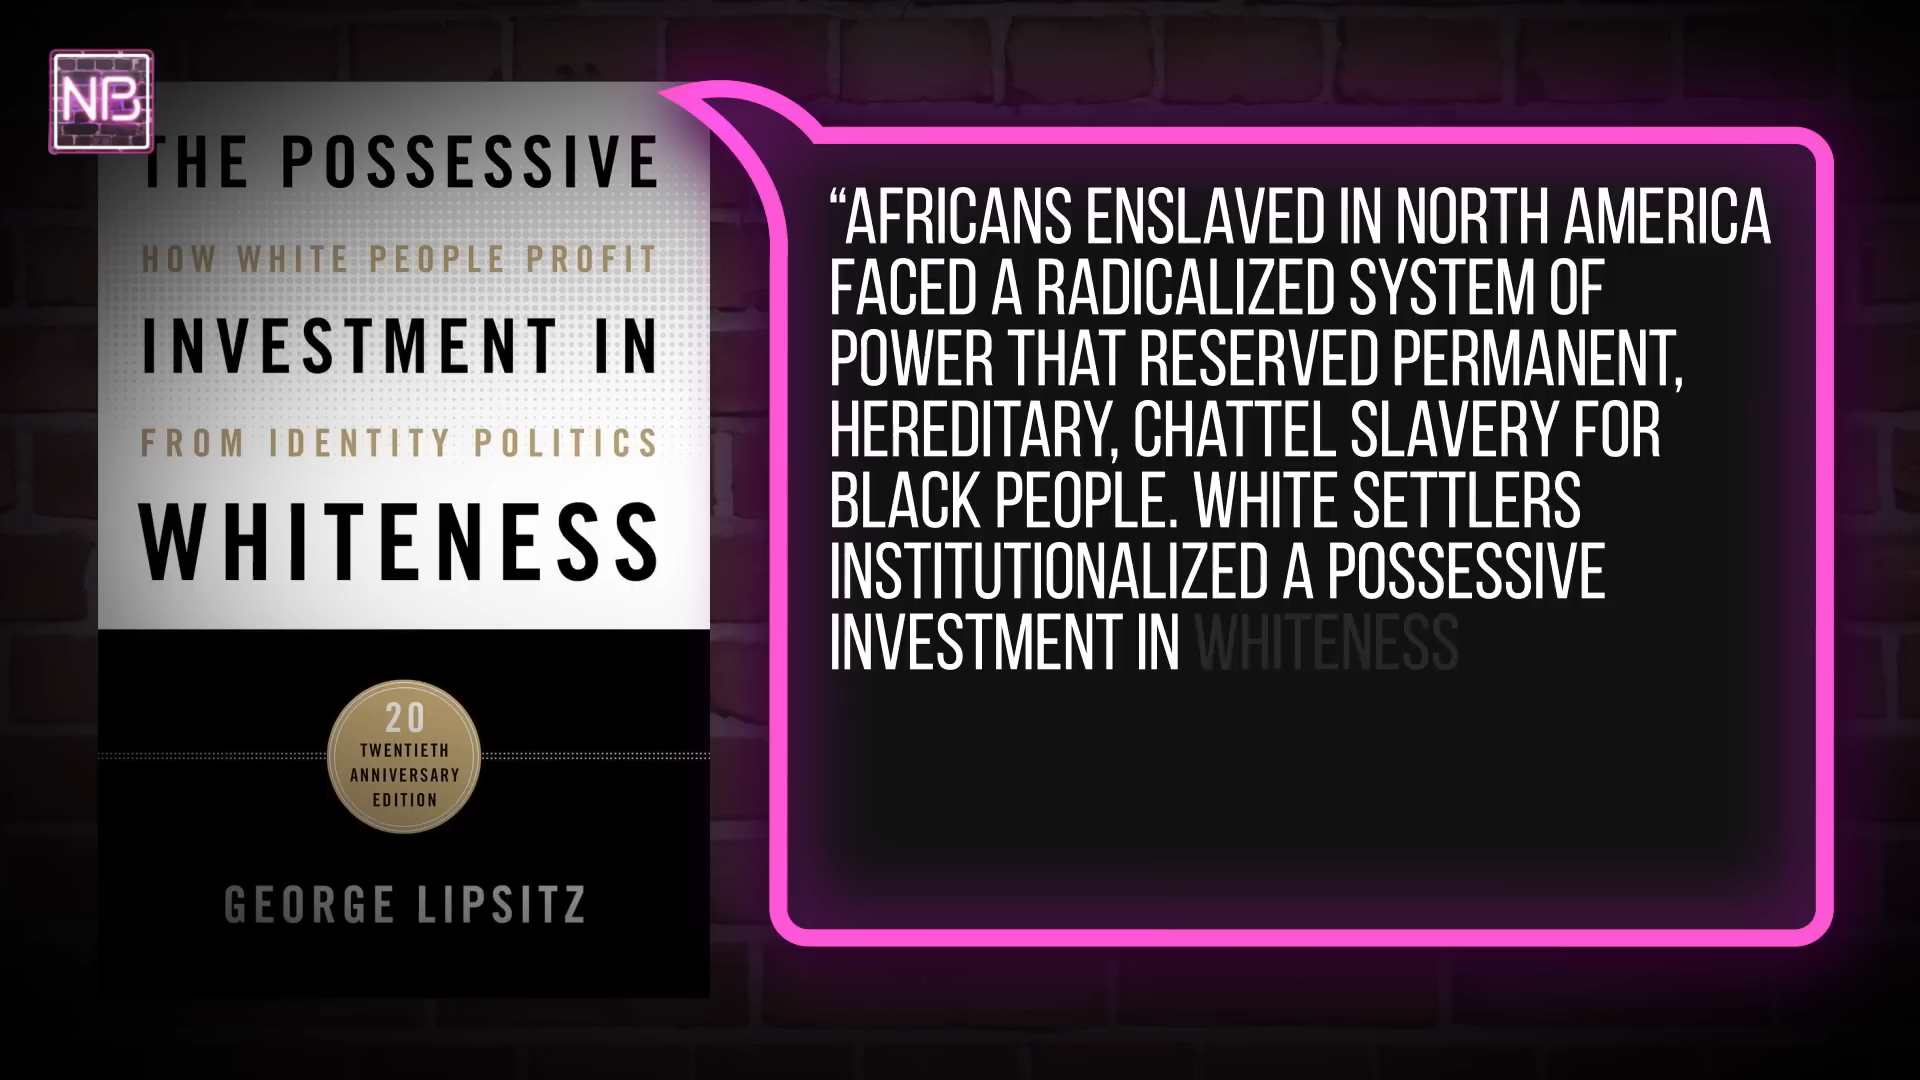 NB
THE POSSESSIVE
HOW WHITE PEOPLE PROFIT
INVESTMENT IN
FROM IDENTITY POLITICS
WHITENESS
20
TWENTIETH
ANNIVERSARY
EDITION
GEORGE LIPSITZ
“AFRICANS ENSLAVED IN NORTH AMERICA
FACED A RADICALIZED SYSTEM OF
POWER THAT RESERVED PERMANENT,
HEREDITARY, CHATTEL SLAVERY FOR
BLACK PEOPLE. WHITE SETTLERS
INSTITUTIONALIZED A POSSESSIVE
INVESTMENT IN WHITENESS